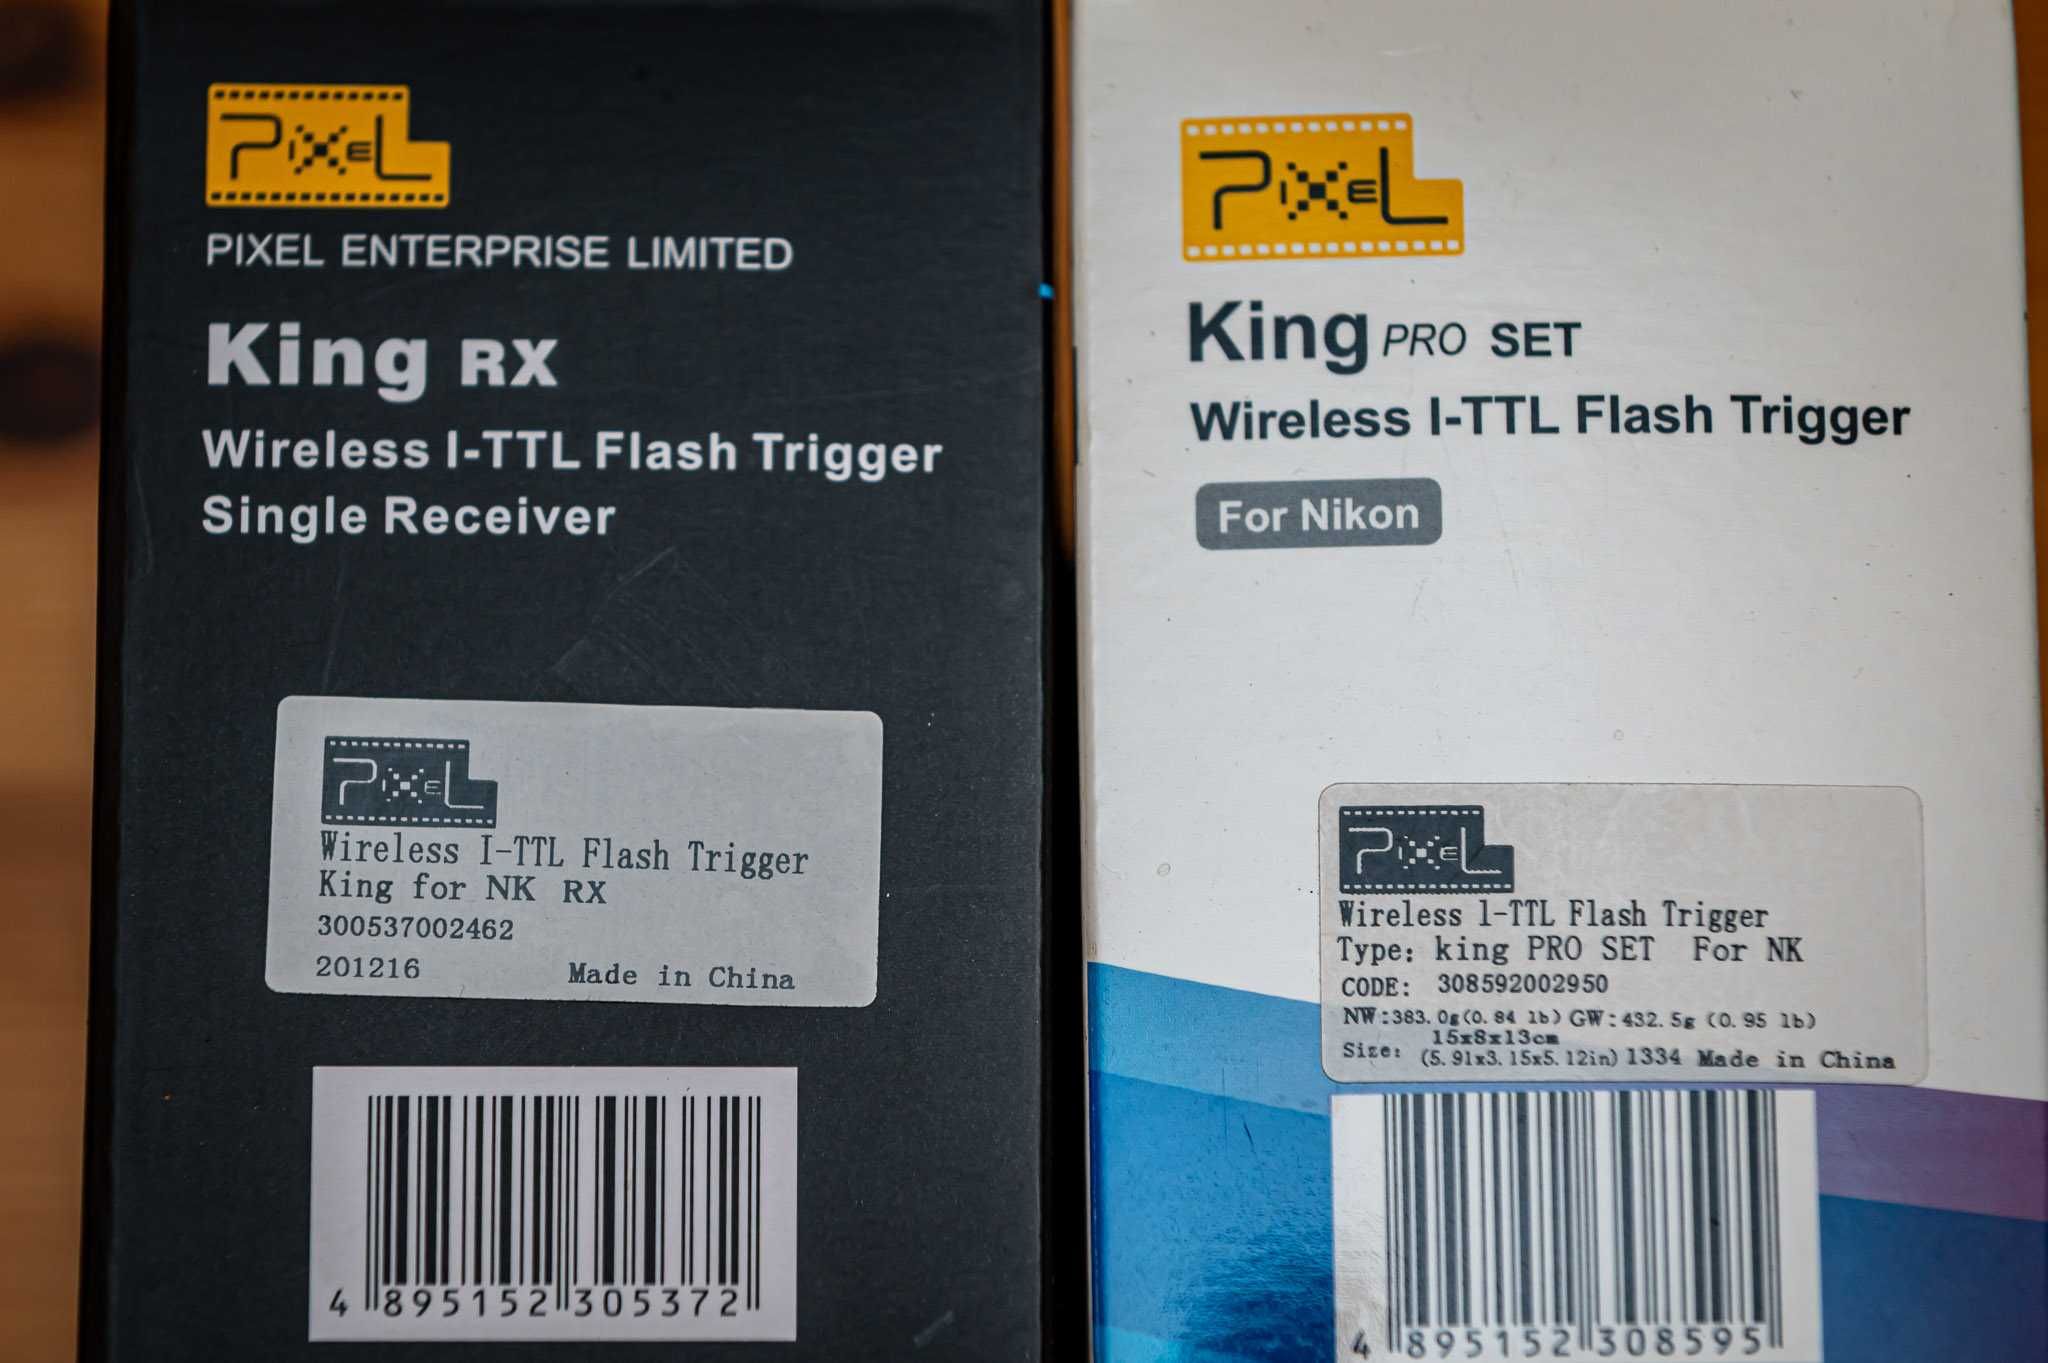 PIXEL
PIXEL ENTERPRISE LIMITED
King RX
Wireless I-TTL Flash Trigger
Single Receiver
PIXEL
Wireless I-TTL Flash Trigger
King for NK RX
300537002462
201216 Made in China
4 895152 305372
PIXEL
King PRO SET
Wireless I-TTL Flash Trigger
For Nikon
PIXEL
Wireless l-TTL Flash Trigger
Type: king PRO SET For NK
CODE: 308592002950
NW:383.0g(0.84 lb) GW:432.5g (0.95 lb)
15x8x13cm
Size: (5.91x3.15x5.12in) 1334 Made in China
4 895152 308595